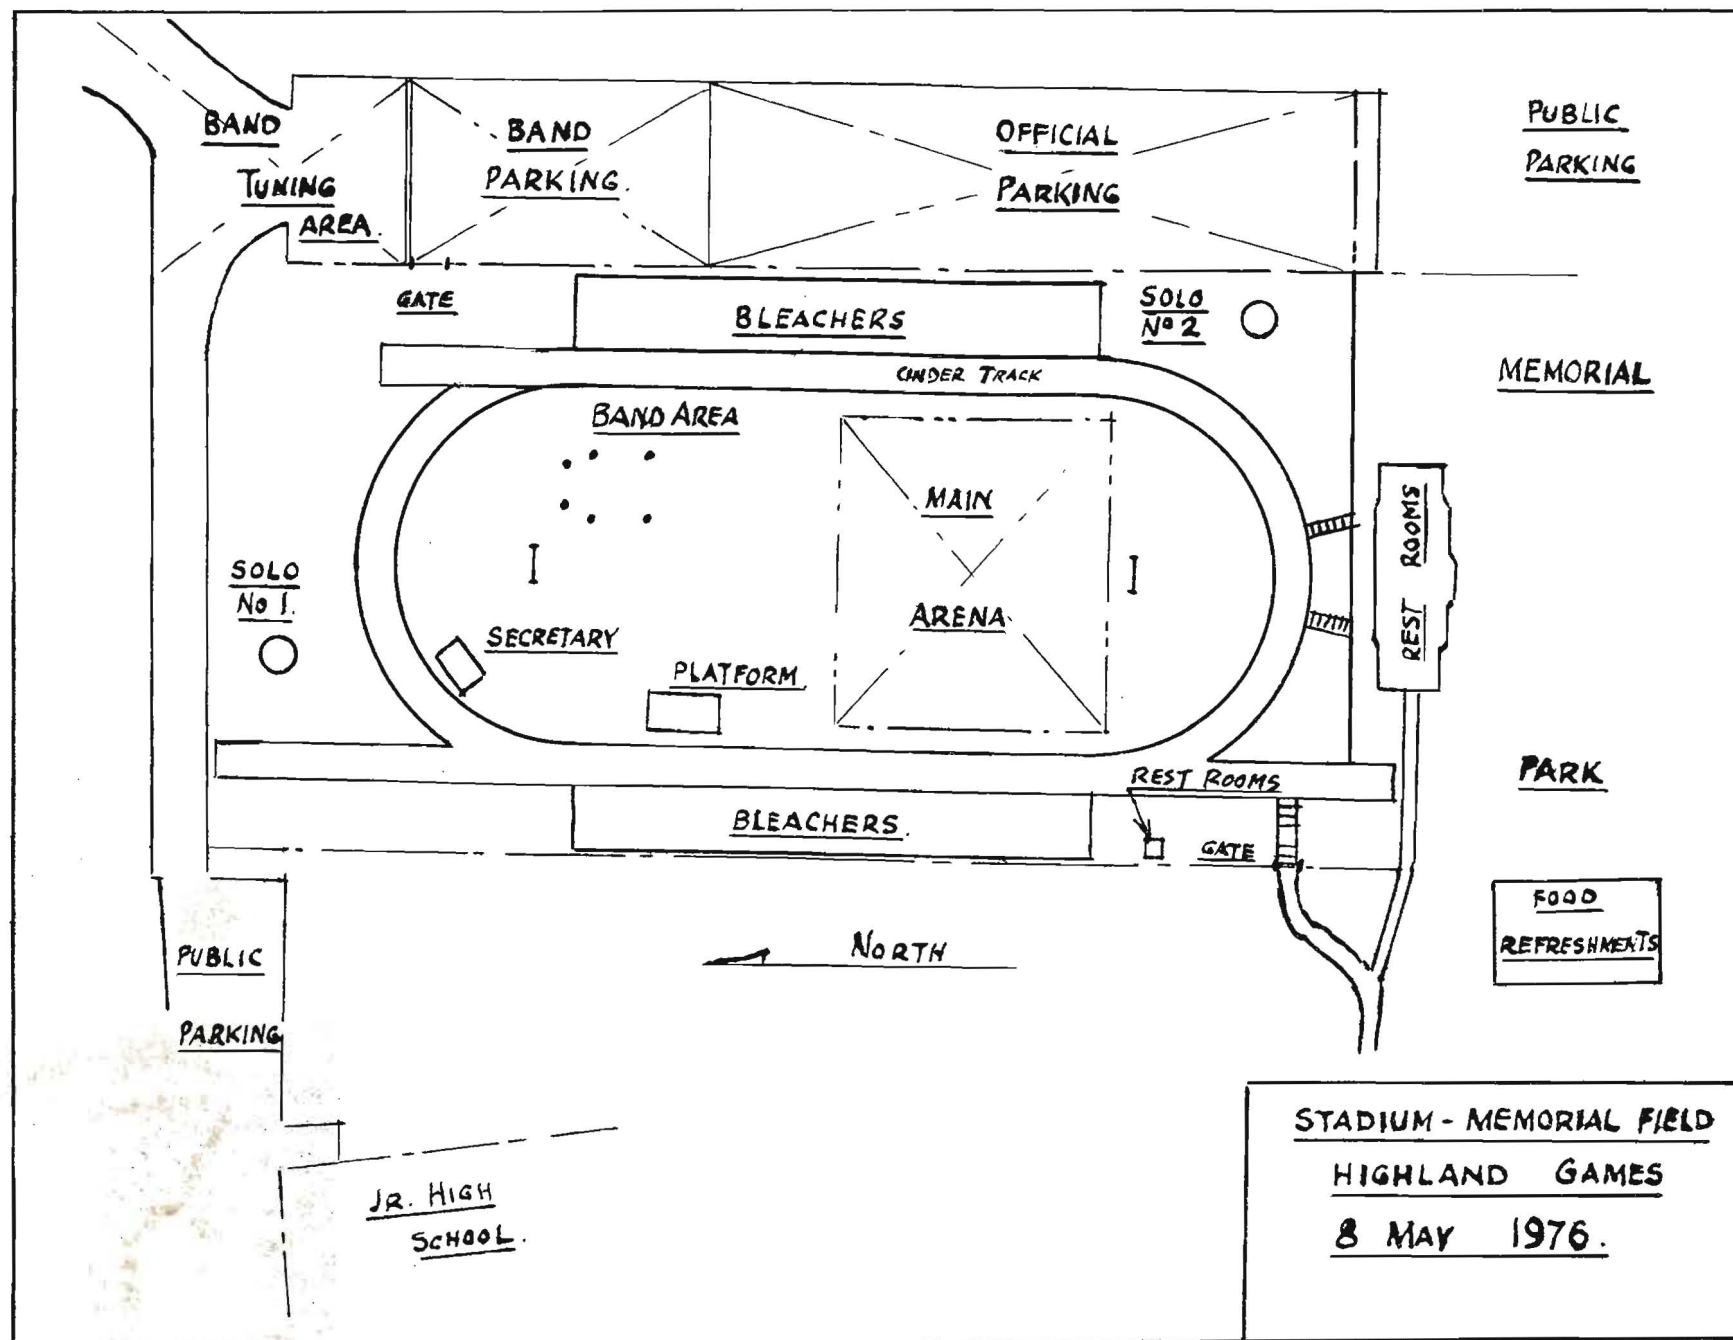 BAND
TUNING
AREA.
BAND
PARKING.
OFFICIAL
PARKING
PUBLIC
PARKING
GATE
BLEACHERS
SOLO
No 2
CINDER TRACK
MEMORIAL
BAND AREA
MAIN
ARENA
REST ROOMS
SOLO
No 1.
SECRETARY
PLATFORM
REST ROOMS
PARK
BLEACHERS.
GATE
FOOD
REFRESHMENTS
PUBLIC
PARKING
NORTH
JR. HIGH
SCHOOL.
STADIUM - MEMORIAL FIELD
HIGHLAND GAMES
8 MAY 1976.